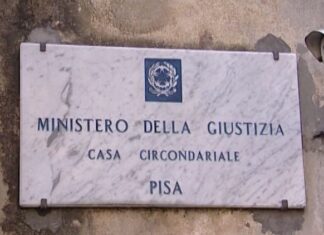 MINISTERO DELLA GIUSTIZIA
CASA CIRCONDARIALE
PISA